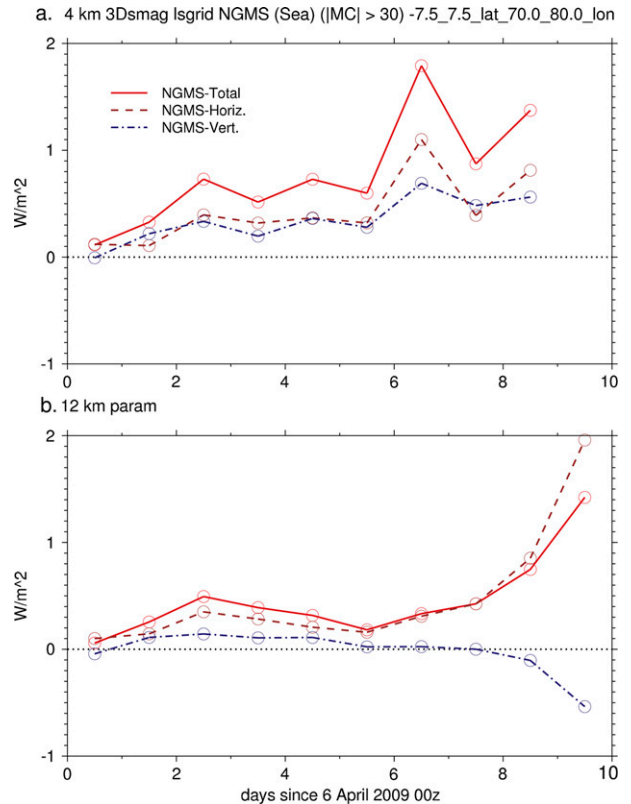 a. 4 km 3Dsmag lsgrid NGMS (Sea) (|MC| > 30) -7.5_7.5_lat_70.0_80.0_lon
2
NGMS-Total
NGMS-Horiz.
NGMS-Vert.
1
W/m^2
0
-1
0 2 4 6 8 10
b. 12 km param
2
1
W/m^2
0
-1
0 2 4 6 8 10
days since 6 April 2009 00z